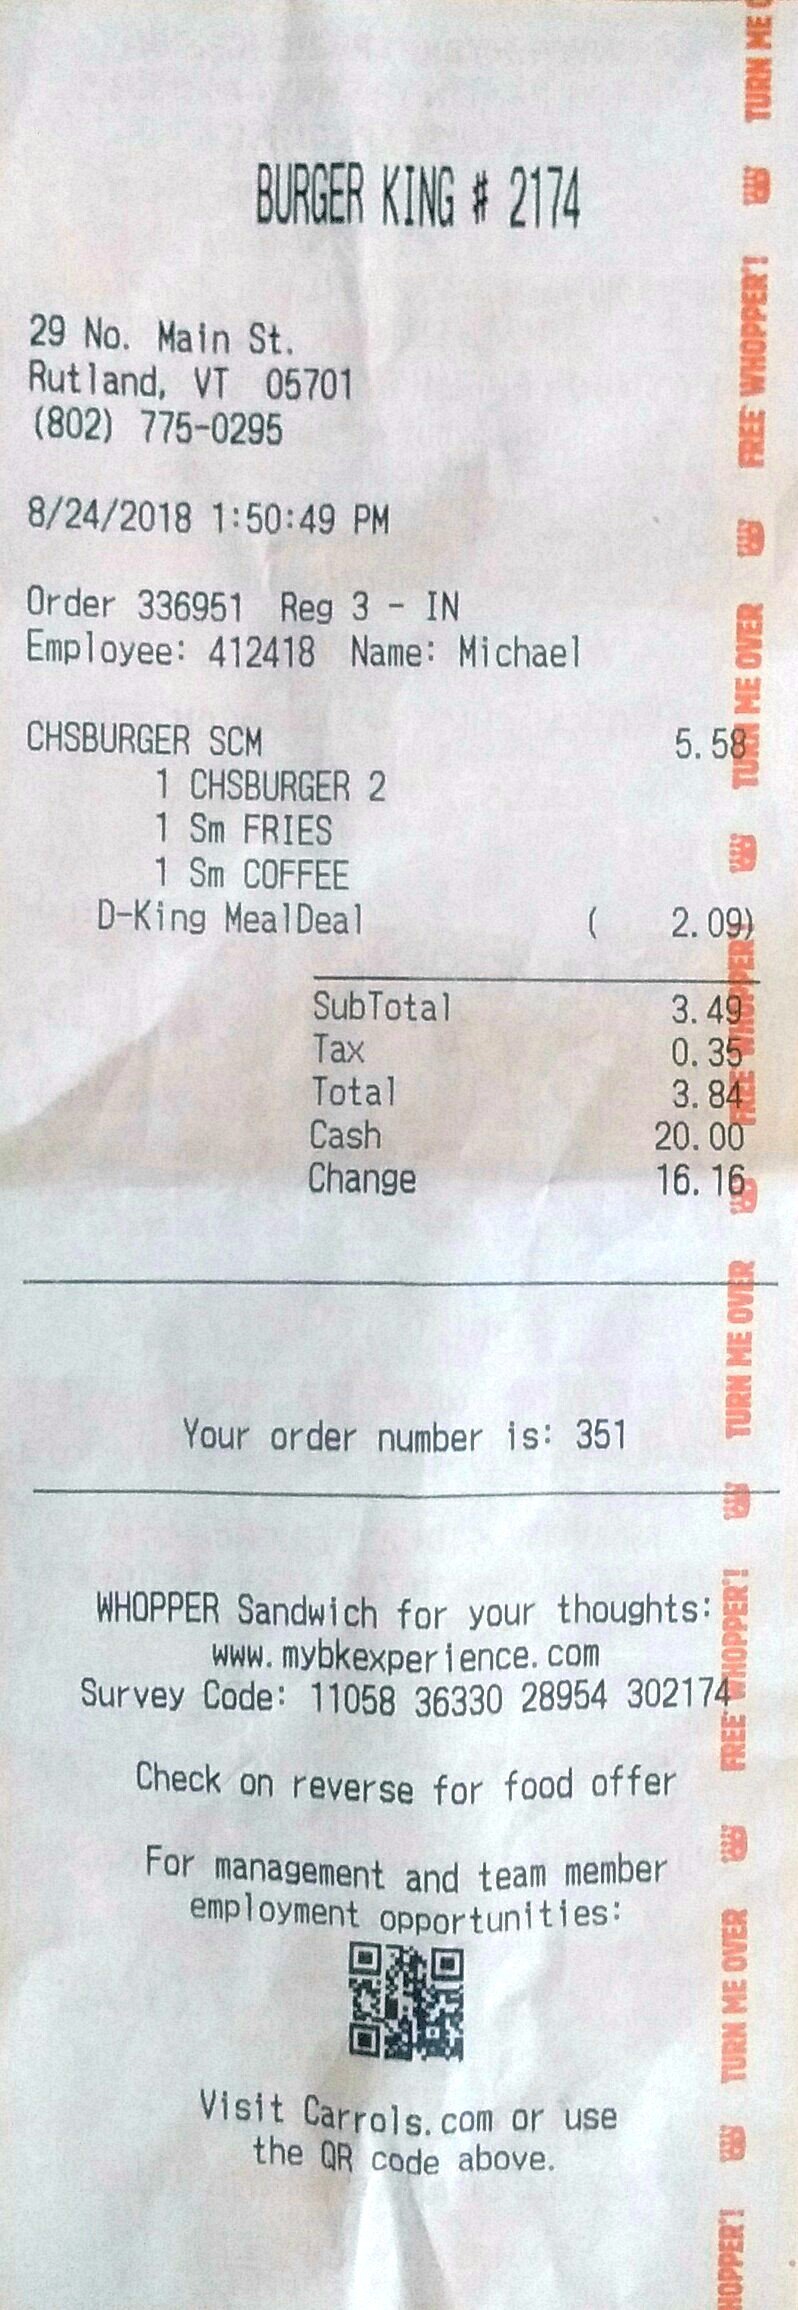 BURGER KING # 2174
29 No. Main St.
Rutland, VT 05701
(802) 775-0295
8/24/2018 1:50:49 PM
Order 336951 Reg 3 - IN
Employee: 412418 Name: Michael
CHSBURGER SCM 5.58
1 CHSBURGER 2
1 Sm FRIES
1 Sm COFFEE
D-King MealDeal ( 2.09)
SubTotal 3.49
Tax 0.35
Total 3.84
Cash 20.00
Change 16.16
Your order number is: 351
WHOPPER Sandwich for your thoughts:
www.mybkexperience.com
Survey Code: 11058 36330 28954 302174
Check on reverse for food offer
For management and team member
employment opportunities:
Visit Carrols.com or use
the QR code above.
HOPPER! TURN ME OVER FREE WHOPPER! TURN ME OVER FREE WHOPPER! TURN ME OVER FREE WHOPPER! TURN ME O